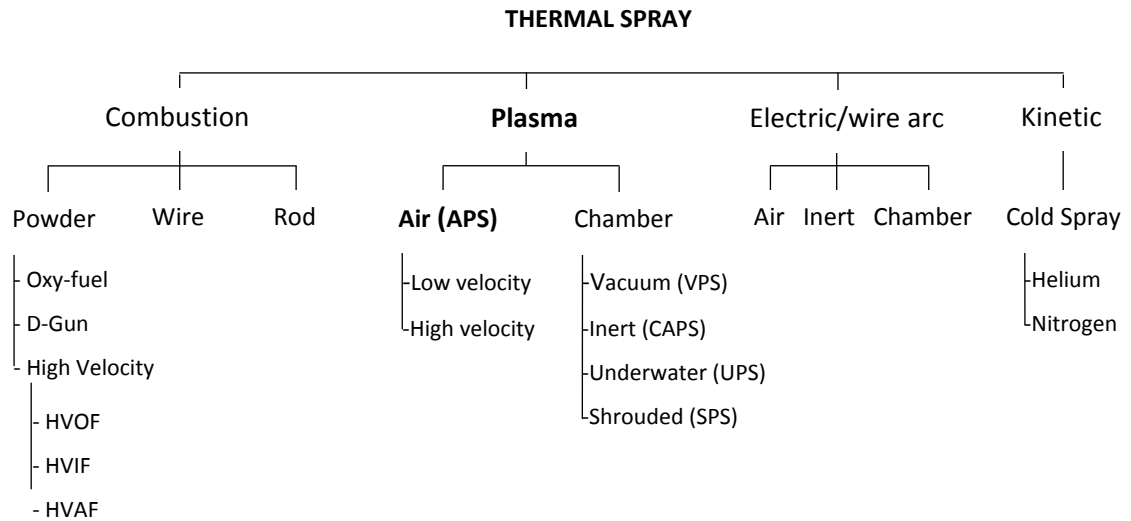 THERMAL SPRAY
Combustion
Plasma
Electric/wire arc
Kinetic
Powder
Wire
Rod
Air (APS)
Chamber
Air
Inert
Chamber
Cold Spray
- Oxy-fuel
- D-Gun
- High Velocity
- HVOF
- HVIF
- HVAF
-Low velocity
-High velocity
-Vacuum (VPS)
-Inert (CAPS)
-Underwater (UPS)
-Shrouded (SPS)
-Helium
-Nitrogen